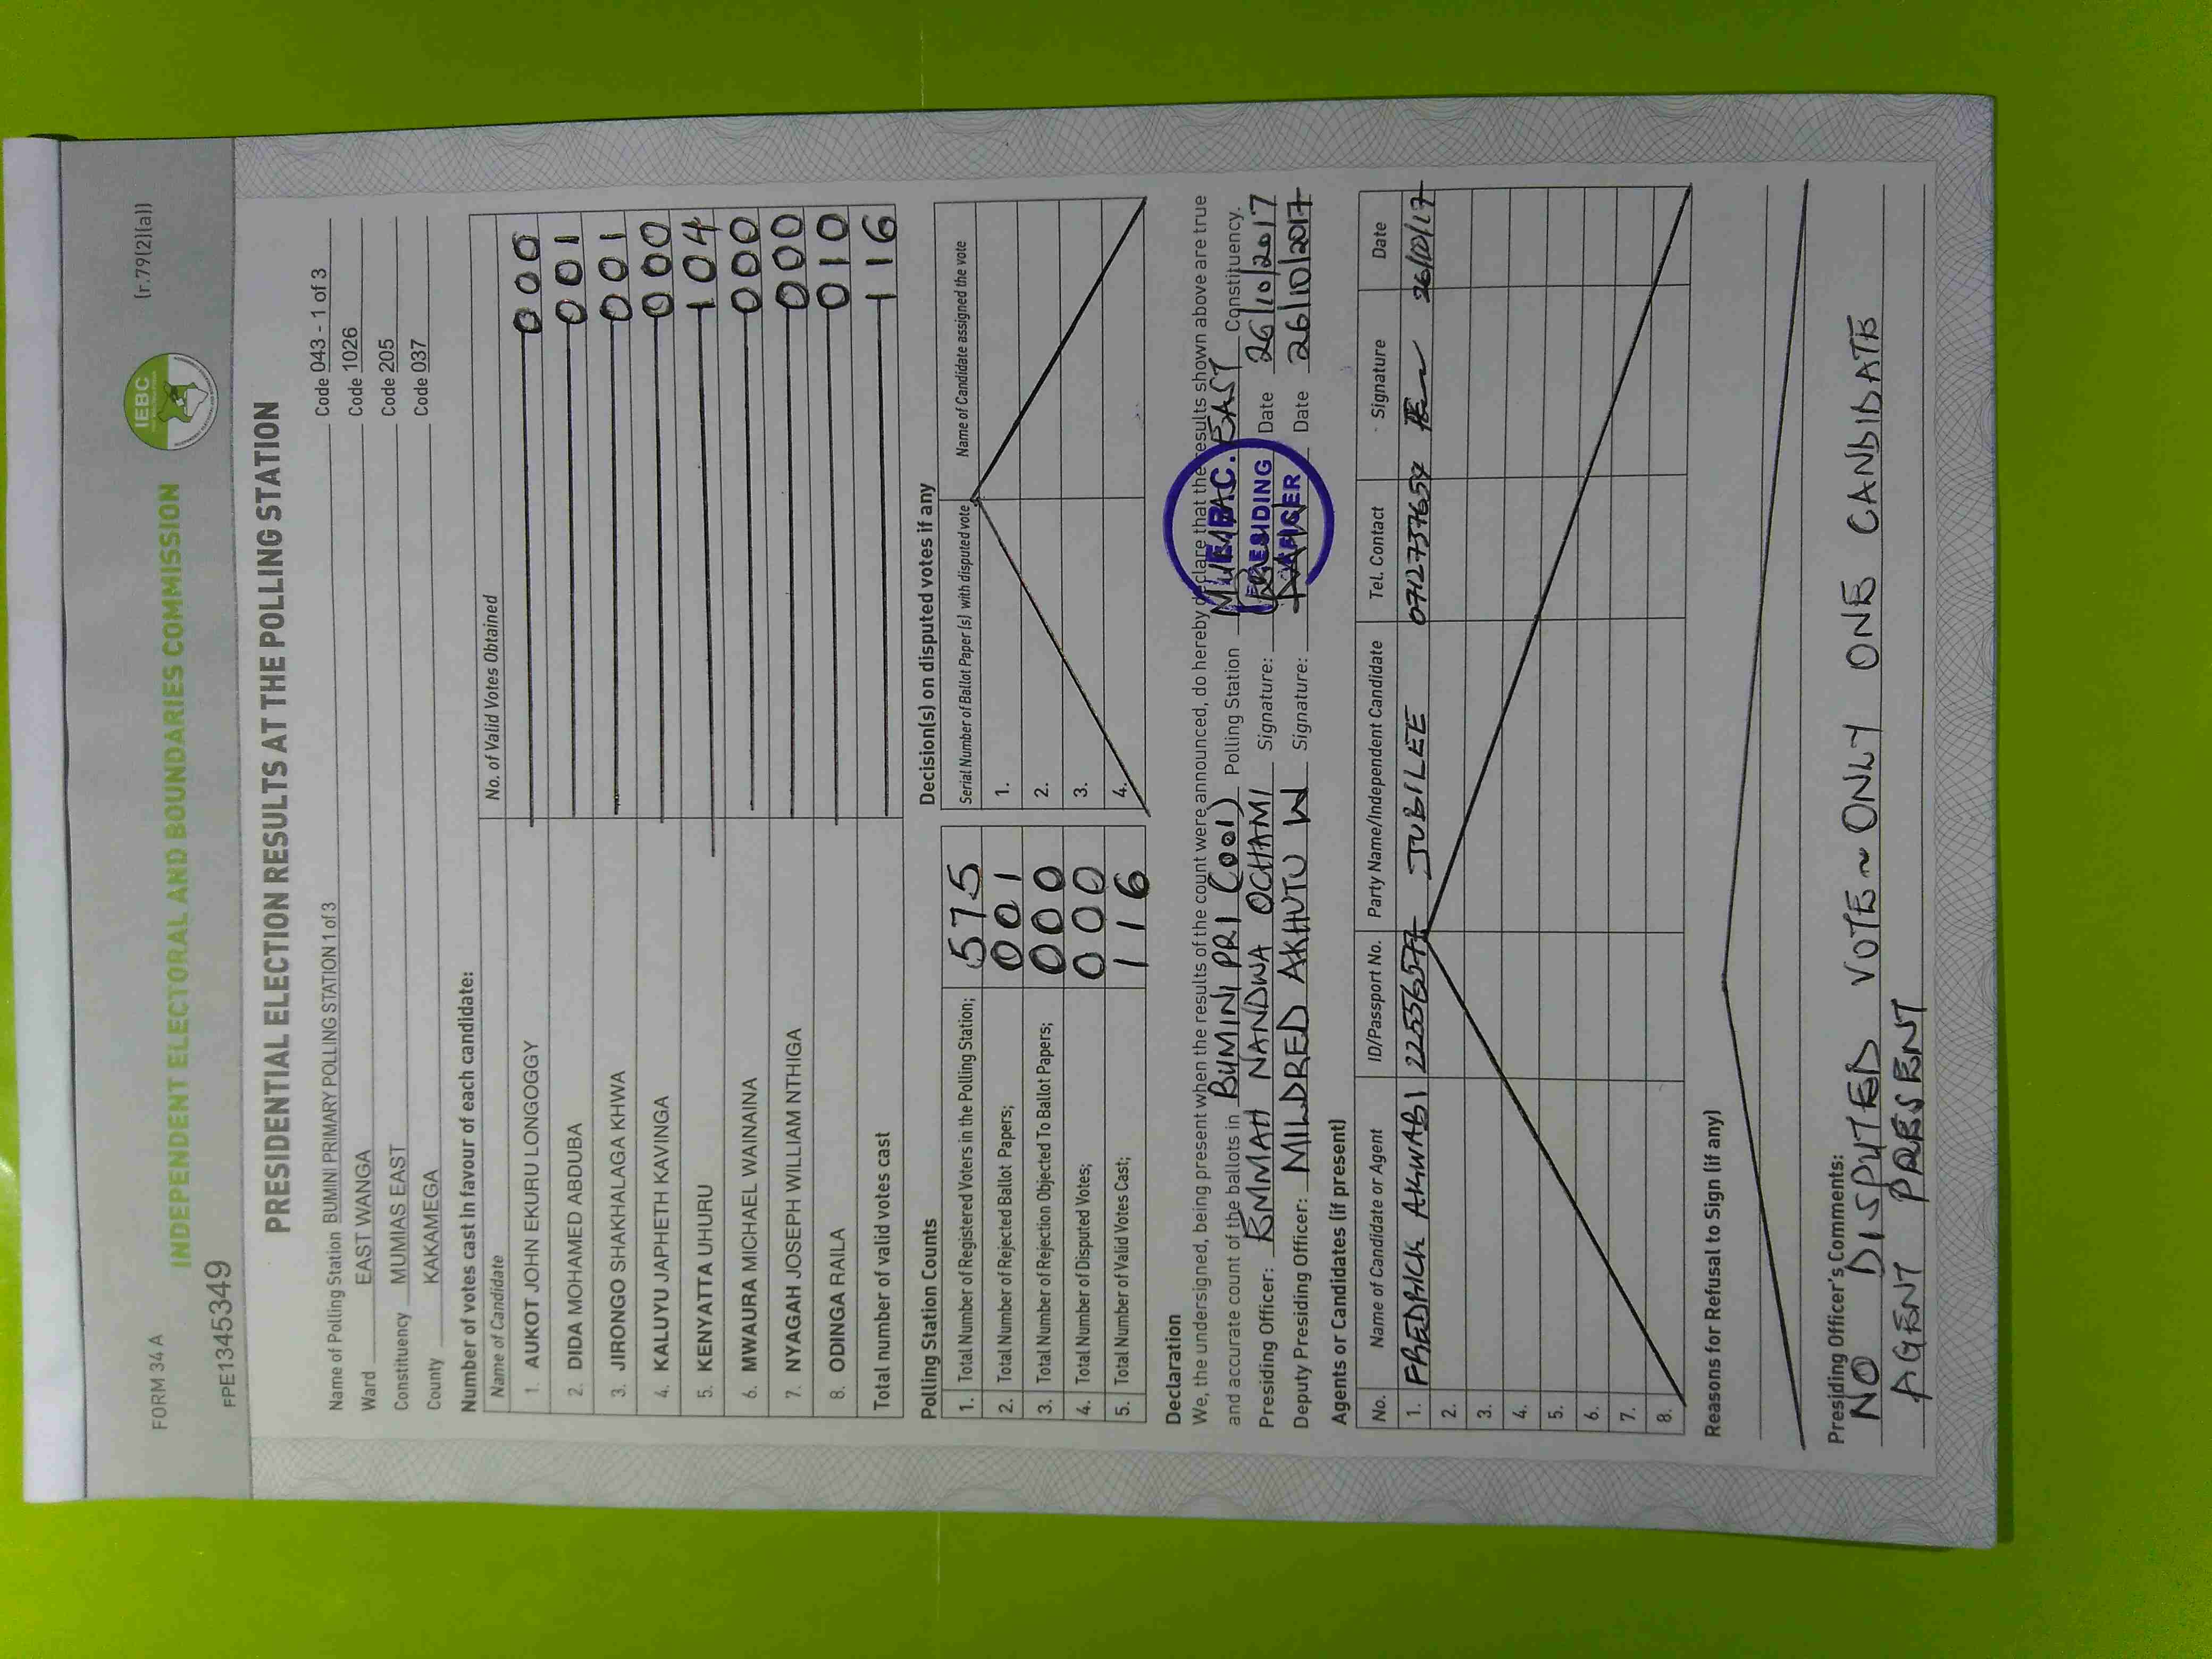 FORM 34 A
(r.79(2)(a))
IEBC
INDEPENDENT ELECTORAL AND BOUNDARIES COMMISSION
FPE1345349
PRESIDENTIAL ELECTION RESULTS AT THE POLLING STATION
Name of Polling Station BUMINI PRIMARY POLLING STATION 1 of 3 Code 043 - 1 of 3
Ward EAST WANGA Code 1026
Constituency MUMIAS EAST Code 205
County KAKAMEGA Code 037
Number of votes cast in favour of each candidate:
Name of Candidate No. of Valid Votes Obtained
1. AUKOT JOHN EKURU LONGOGGY 000
2. DIDA MOHAMED ABDUBA 001
3. JIRONGO SHAKHALAGA KHWA 001
4. KALUYU JAPHETH KAVINGA 000
5. KENYATTA UHURU 104
6. MWAURA MICHAEL WAINAINA 000
7. NYAGAH JOSEPH WILLIAM NTHIGA 000
8. ODINGA RAILA 010
Total number of valid votes cast 116
Polling Station Counts
1. Total Number of Registered Voters in the Polling Station; 575
2. Total Number of Rejected Ballot Papers; 001
3. Total Number of Rejection Objected To Ballot Papers; 000
4. Total Number of Disputed Votes; 000
5. Total Number of Valid Votes Cast; 116
Decision(s) on disputed votes if any
Serial Number of Ballot Paper (s) with disputed vote Name of Candidate assigned the vote
1.
2.
3.
4.
Declaration
We, the undersigned, being present when the results of the count were announced, do hereby declare that the results shown above are true
and accurate count of the ballots in BUMINI PRI (001) Polling Station MUMIAS EAST Constituency.
Presiding Officer: EMMAH NANDWA OCHAMI Signature: Date 26/10/2017
Deputy Presiding Officer: MILDRED AKHUTU W Signature: Date 26/10/2017
I.E.B.C.
PRESIDING
OFFICER
Agents or Candidates (if present)
No. Name of Candidate or Agent ID/Passport No. Party Name/Independent Candidate Tel. Contact Signature Date
1. FREDRICK AKWABI JUBILEE 26/10/17
2.
3.
4.
5.
6.
7.
8.
Reasons for Refusal to Sign (if any)
Presiding Officer's Comments:
NO DISPUTED VOTE ~ ONLY ONE CANDIDATE
AGENT PRESENT